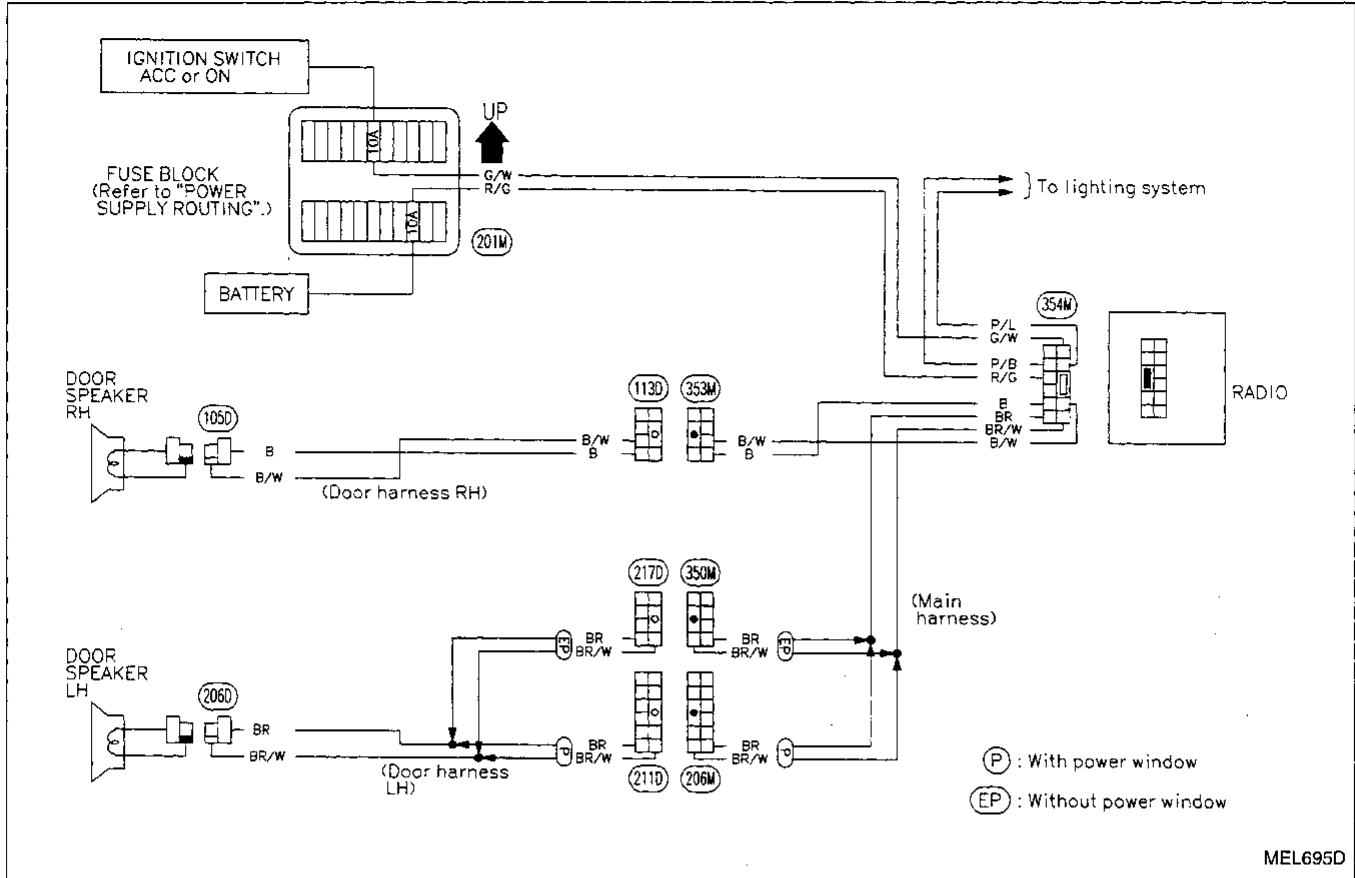 IGNITION SWITCH
ACC or ON
UP
10A
FUSE BLOCK
(Refer to "POWER
SUPPLY ROUTING".)
G/W
R/G
10A
201M
BATTERY
To lighting system
354M
P/L
G/W
P/B
R/G
B
BR
BR/W
B/W
RADIO
DOOR
SPEAKER
RH
105D
B
B/W
(Door harness RH)
113D
353M
B/W
B
B/W
B
217D
350M
(Main
harness)
EP
BR
BR/W
BR
BR/W
EP
DOOR
SPEAKER
LH
206D
BR
BR/W
(Door harness
LH)
P
BR
BR/W
BR
BR/W
P
211D
206M
P : With power window
EP : Without power window
MEL695D